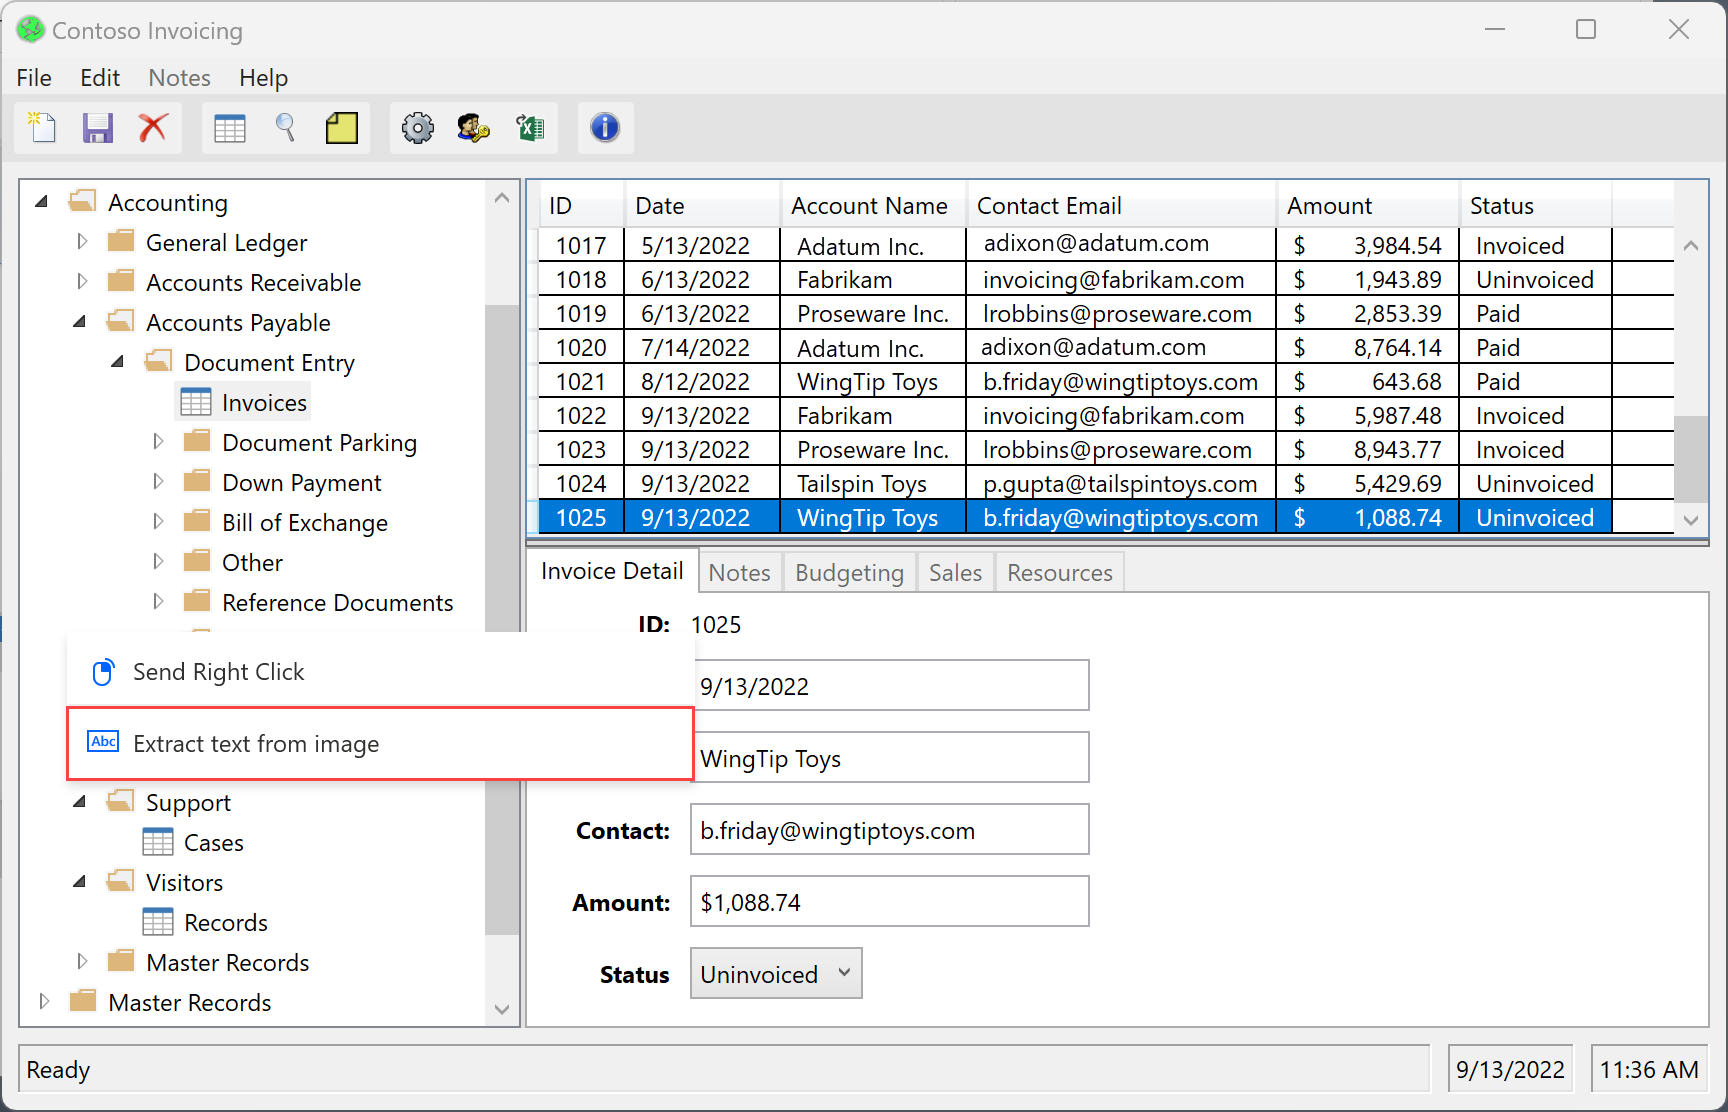 Contoso Invoicing
File Edit Notes Help
Accounting
General Ledger
Accounts Receivable
Accounts Payable
Document Entry
Invoices
Document Parking
Down Payment
Bill of Exchange
Other
Reference Documents
Send Right Click
Abc Extract text from image
Support
Cases
Visitors
Records
Master Records
Master Records
ID Date Account Name Contact Email Amount Status
1017 5/13/2022 Adatum Inc. adixon@adatum.com $ 3,984.54 Invoiced
1018 6/13/2022 Fabrikam invoicing@fabrikam.com $ 1,943.89 Uninvoiced
1019 6/13/2022 Proseware Inc. lrobbins@proseware.com $ 2,853.39 Paid
1020 7/14/2022 Adatum Inc. adixon@adatum.com $ 8,764.14 Paid
1021 8/12/2022 WingTip Toys b.friday@wingtiptoys.com $ 643.68 Paid
1022 9/13/2022 Fabrikam invoicing@fabrikam.com $ 5,987.48 Invoiced
1023 9/13/2022 Proseware Inc. lrobbins@proseware.com $ 8,943.77 Invoiced
1024 9/13/2022 Tailspin Toys p.gupta@tailspintoys.com $ 5,429.69 Uninvoiced
1025 9/13/2022 WingTip Toys b.friday@wingtiptoys.com $ 1,088.74 Uninvoiced
Invoice Detail Notes Budgeting Sales Resources
ID: 1025
9/13/2022
WingTip Toys
Contact: b.friday@wingtiptoys.com
Amount: $1,088.74
Status Uninvoiced
Ready 9/13/2022 11:36 AM